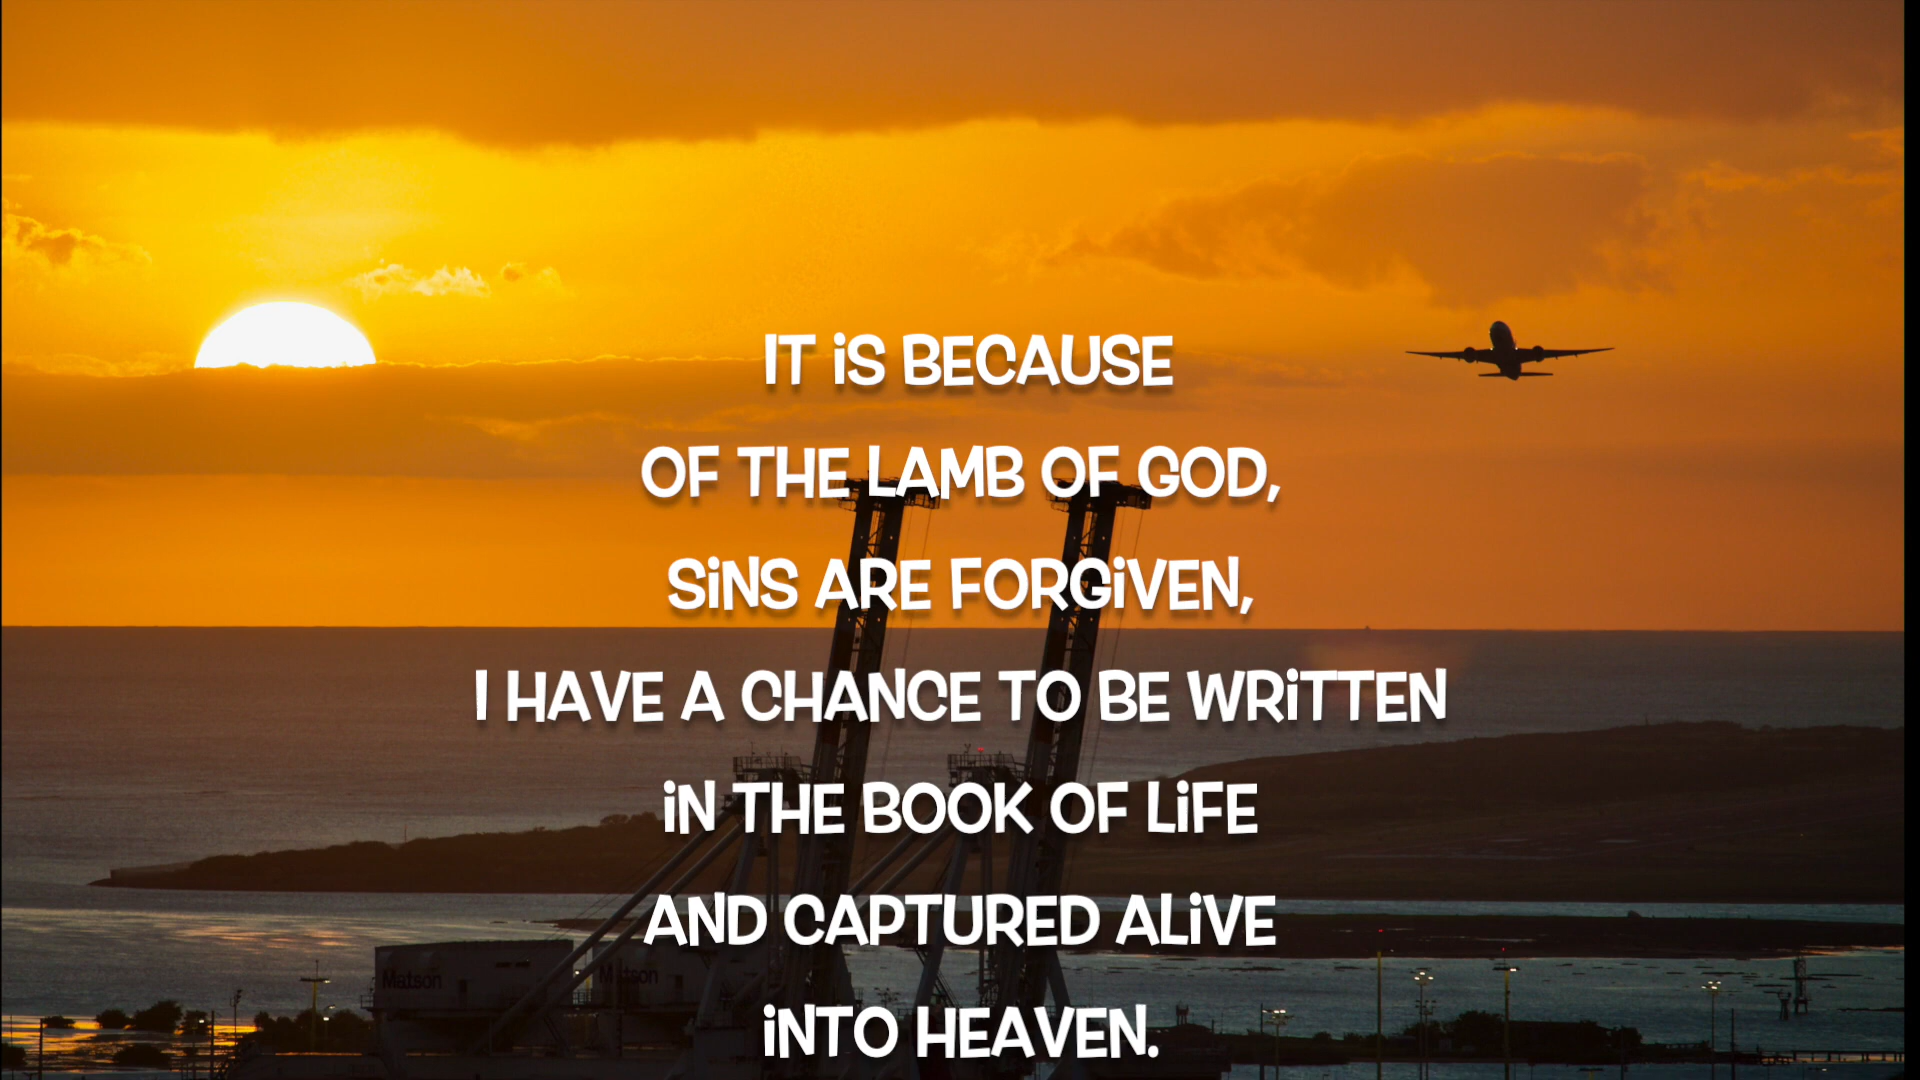 IT iS BECAUSE
OF THE LAMB OF GOD,
SiNS ARE FORGiVEN,
I HAVE A CHANCE TO BE WRiTTEN
iN THE BOOK OF LiFE
AND CAPTURED ALiVE
iNTO HEAVEN.
Matson
Matson